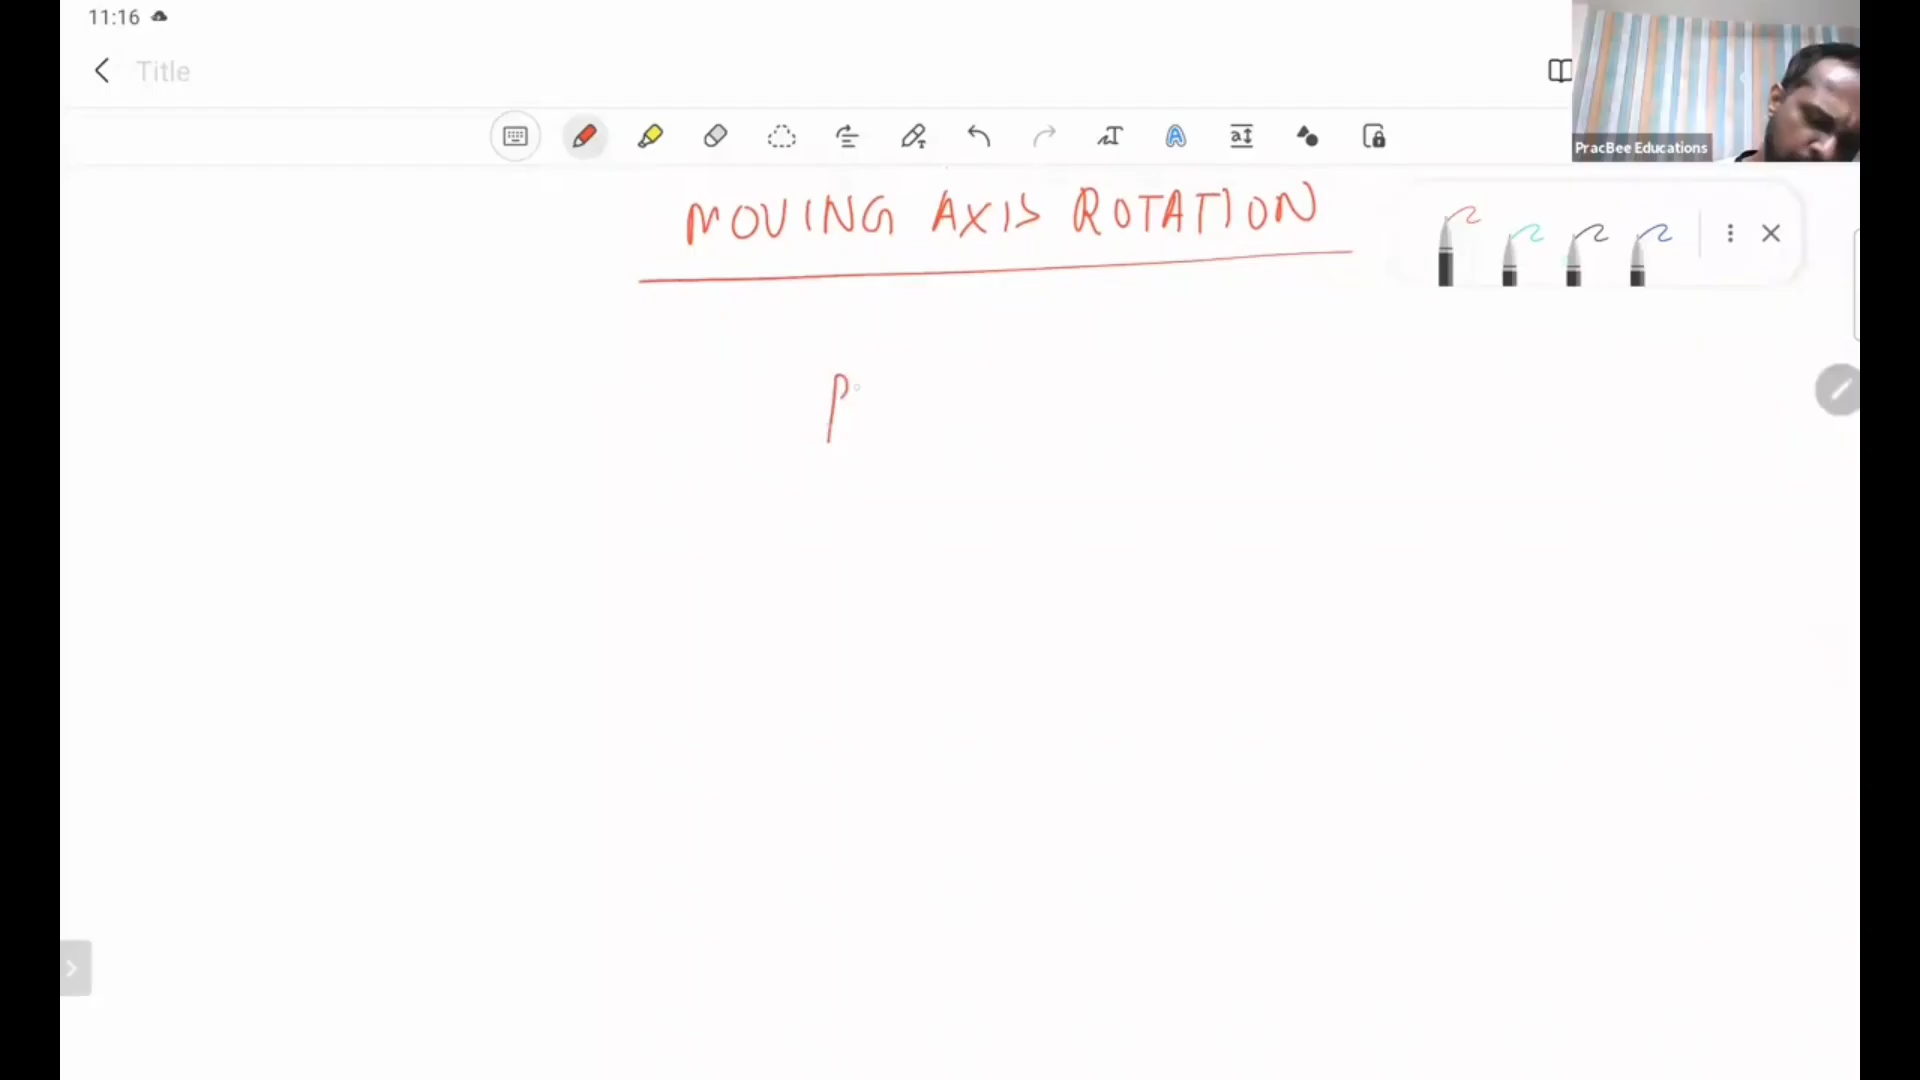 11:16
Title
PracBee Educations
MOVING AXIS ROTATION
P